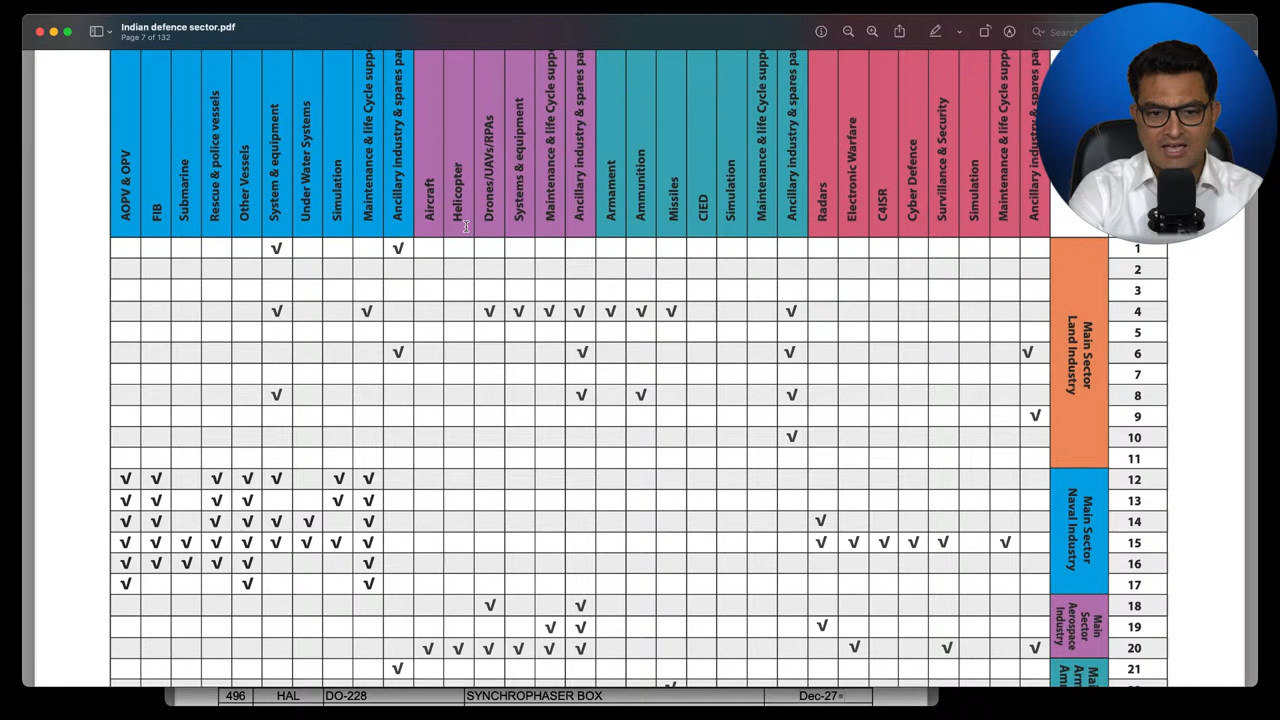 Indian defence sector.pdf
Page 7 of 132
Search
AOPY & OPV
FIB
Submarine
Rescue & police vessels
Other Vessels
System & equipment
Under Water Systems
Simulation
Maintenance & life Cycle supp
Ancillary industry & spares pa
Aircraft
Helicopter
Drones/UAVs/RPAs
Systems & equipment
Maintenance & life Cycle supp
Ancillary industry & spares par
Armament
Ammunition
Missiles
CIED
Simulation
Maintenance & life Cycle supp
Ancillary industry & spares pa
Radars
Electronic Warfare
C4ISR
Cyber Defence
Survillance & Security
Simulation
Maintenance & life Cycle supp
Ancillary industry & spares pa
√ √ 1
2
3
√ √ √ √ √ √ √ √ √ √ 4
5
√ √ √ √ 6
7
√ √ √ √ 8
√ 9
√ 10
11
Main Sector
Land Industry
√ √ √ √ √ √ √ 12
√ √ √ √ √ √ 13
√ √ √ √ √ √ √ √ 14
√ √ √ √ √ √ √ √ √ √ √ √ √ √ √ 15
√ √ √ √ √ √ 16
√ √ √ 17
Main Sector
Naval Industry
√ √ 18
√ √ √ 19
√ √ √ √ √ √ √ √ √ 20
Main
Sector
Aerospace
Industry
√ 21
496 HAL DO-228 SYNCHROPHASER BOX Dec-27